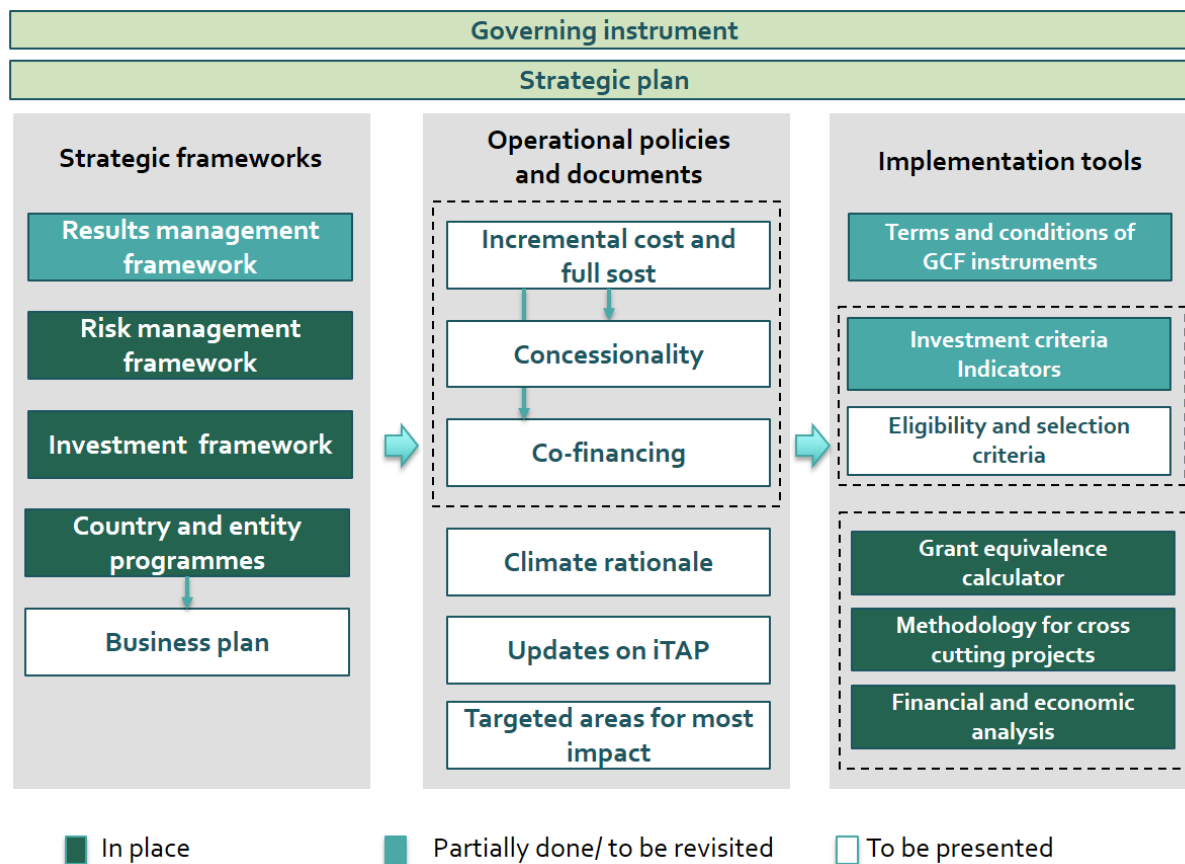 Governing instrument
Strategic plan
Strategic frameworks
Results management
framework
Risk management
framework
Investment framework
Country and entity
programmes
Business plan
Operational policies
and documents
Incremental cost and
full sost
Concessionality
Co-financing
Climate rationale
Updates on iTAP
Targeted areas for most
impact
Implementation tools
Terms and conditions of
GCF instruments
Investment criteria
Indicators
Eligibility and selection
criteria
Grant equivalence
calculator
Methodology for cross
cutting projects
Financial and economic
analysis
In place
Partially done/ to be revisited
To be presented